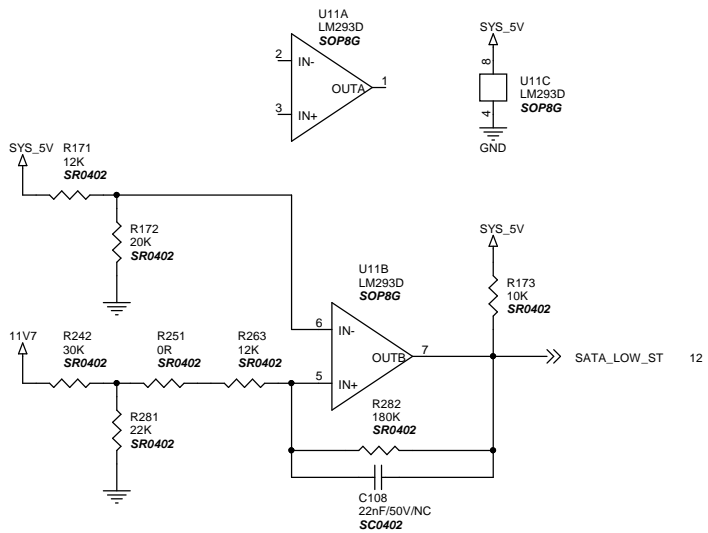 U11A
LM293D
SOP8G
2
IN-
OUTA
1
3
IN+
SYS_5V
8
U11C
LM293D
SOP8G
4
GND
SYS_5V
R171
12K
SR0402
R172
20K
SR0402
U11B
LM293D
SOP8G
6
IN-
OUTB
7
5
IN+
SYS_5V
R173
10K
SR0402
SATA_LOW_ST 12
11V7
R242
30K
SR0402
R251
0R
SR0402
R263
12K
SR0402
R281
22K
SR0402
R282
180K
SR0402
C108
22nF/50V/NC
SC0402